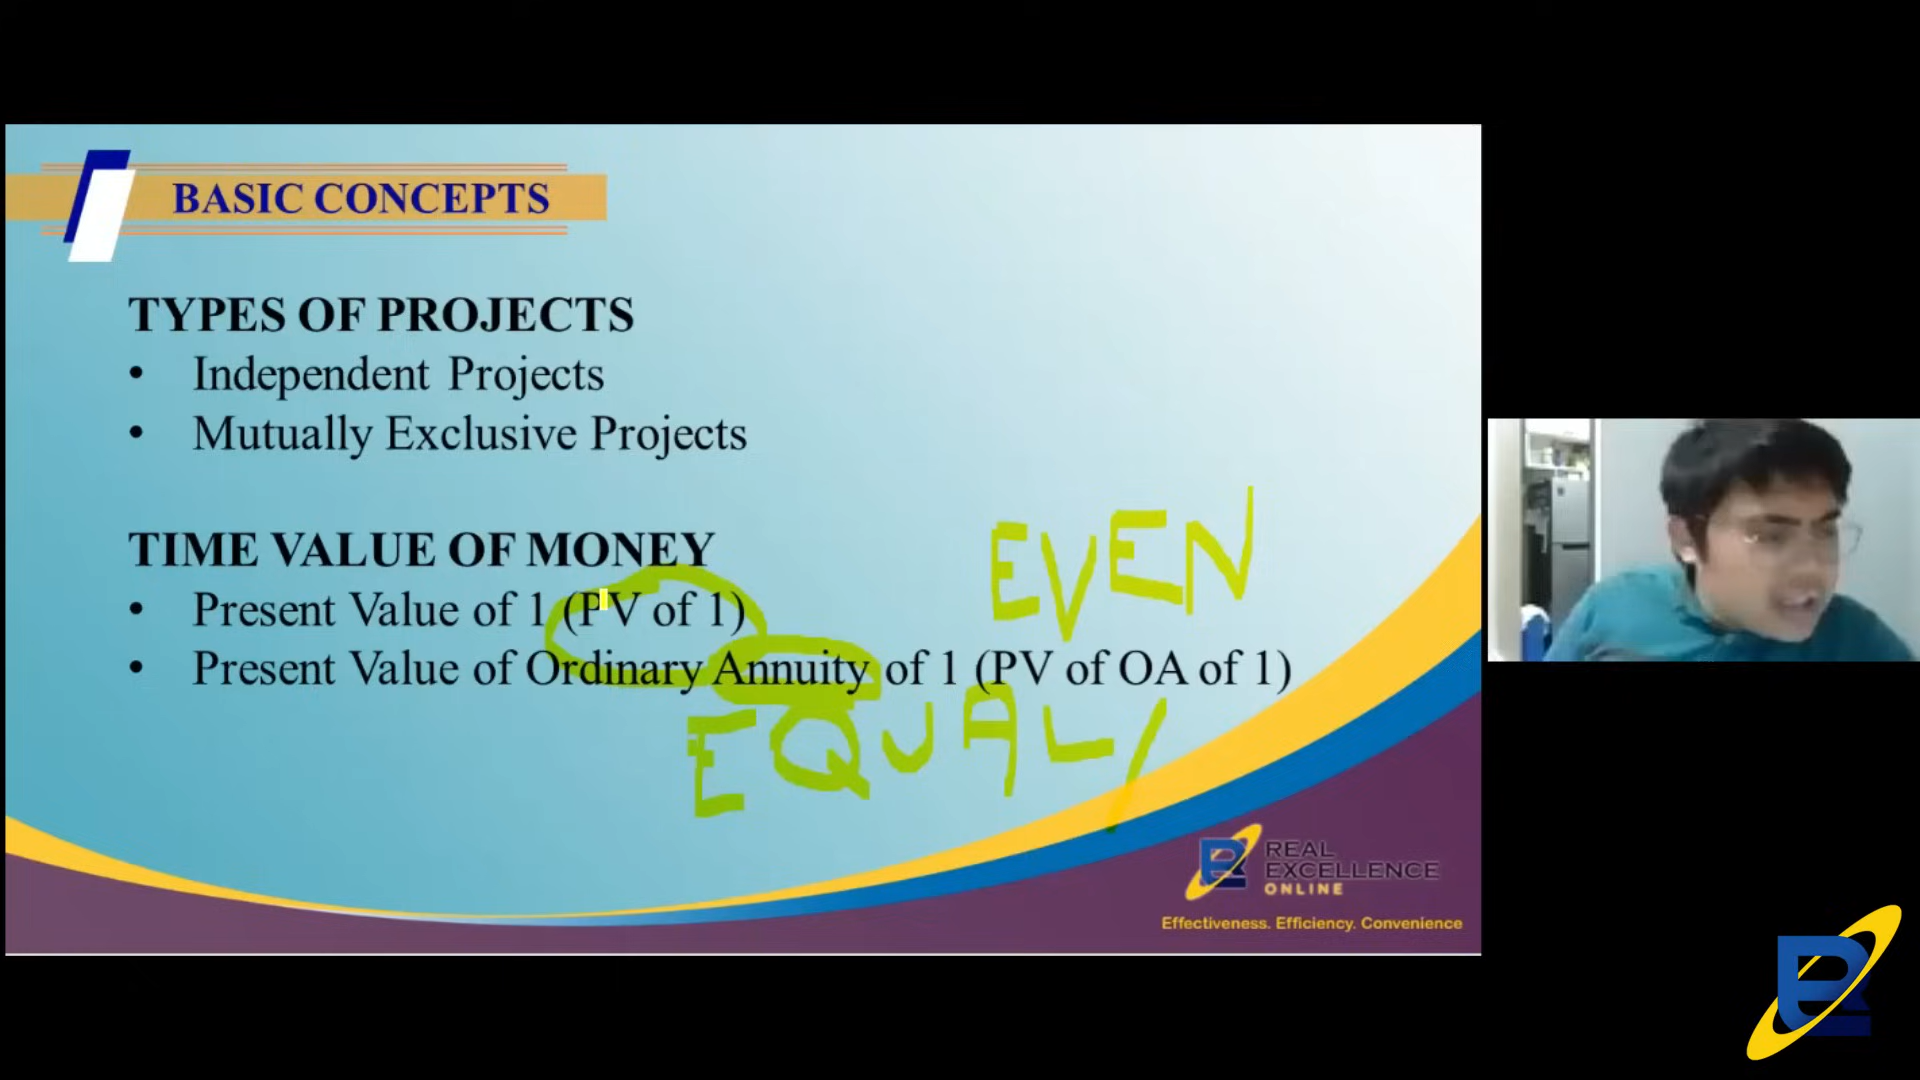 BASIC CONCEPTS
TYPES OF PROJECTS
• Independent Projects
• Mutually Exclusive Projects
TIME VALUE OF MONEY
EVEN
• Present Value of 1 (PV of 1)
• Present Value of Ordinary Annuity of 1 (PV of OA of 1)
EQUAL/
REAL
EXCELLENCE
ONLINE
Effectiveness. Efficiency. Convenience